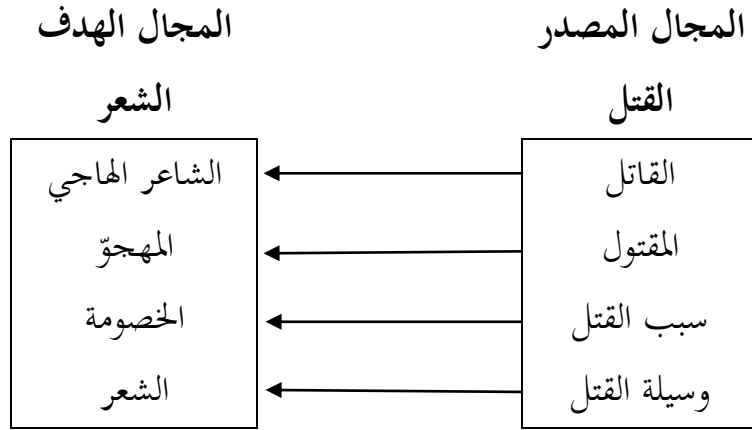 المجال المصدر
المجال الهدف
القتل
الشعر
القاتل
الشاعر الهاجي
المقتول
المهجوّ
سبب القتل
الخصومة
وسيلة القتل
الشعر